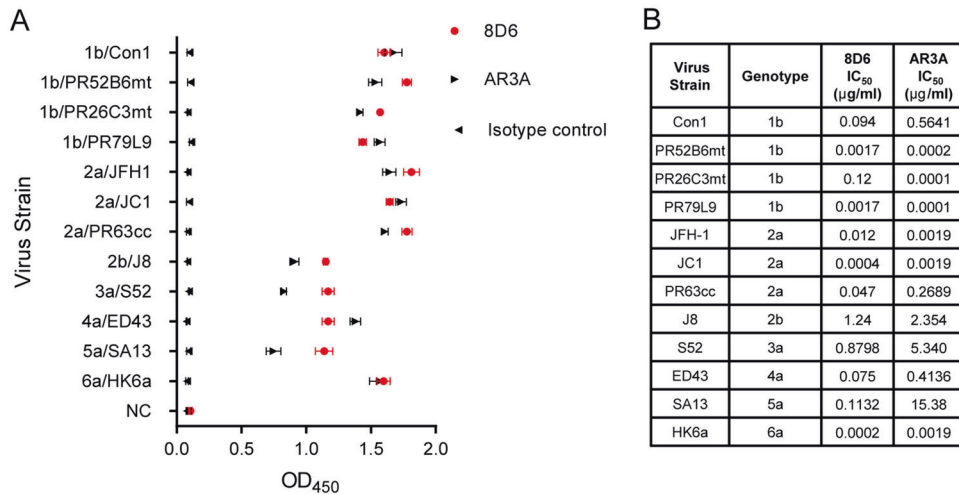 A
8D6
AR3A
Isotype control
Virus Strain
1b/Con1
1b/PR52B6mt
1b/PR26C3mt
1b/PR79L9
2a/JFH1
2a/JC1
2a/PR63cc
2b/J8
3a/S52
4a/ED43
5a/SA13
6a/HK6a
NC
0.0 0.5 1.0 1.5 2.0
OD450
B
Virus Strain Genotype 8D6 IC50 (μg/ml) AR3A IC50 (μg/ml)
Con1 1b 0.094 0.5641
PR52B6mt 1b 0.0017 0.0002
PR26C3mt 1b 0.12 0.0001
PR79L9 1b 0.0017 0.0001
JFH-1 2a 0.012 0.0019
JC1 2a 0.0004 0.0019
PR63cc 2a 0.047 0.2689
J8 2b 1.24 2.354
S52 3a 0.8798 5.340
ED43 4a 0.075 0.4136
SA13 5a 0.1132 15.38
HK6a 6a 0.0002 0.0019